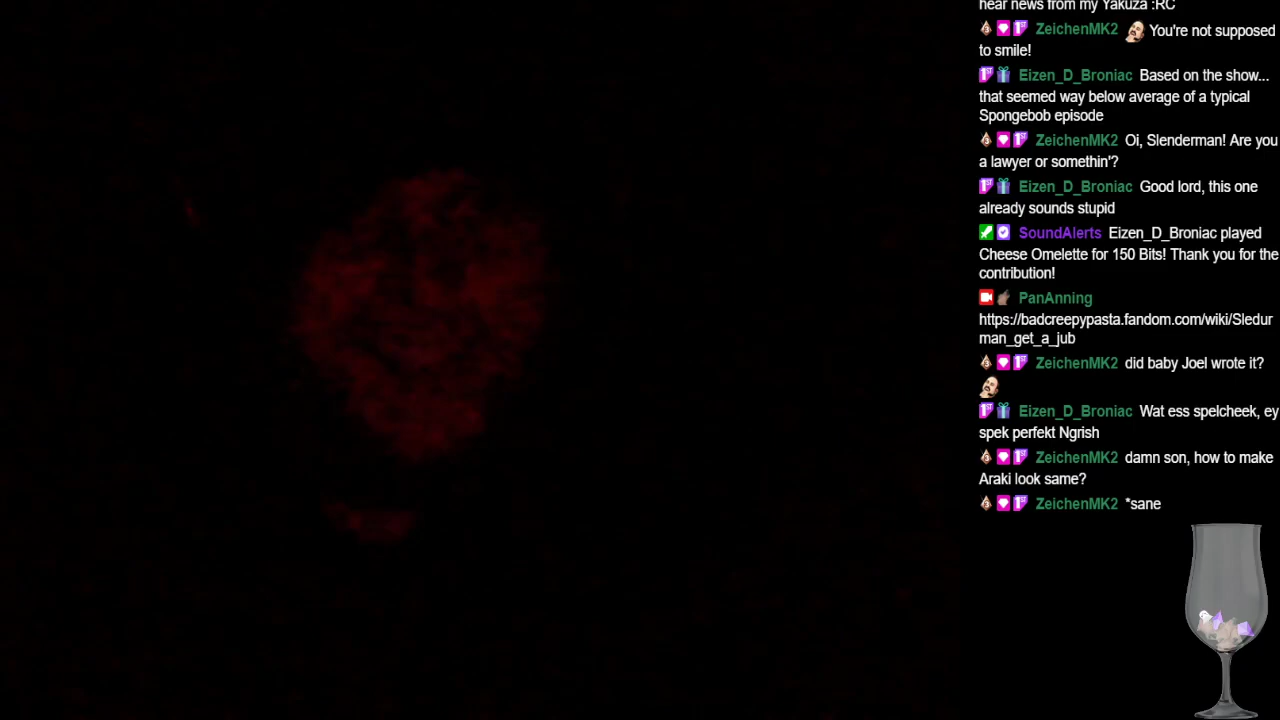 hear news from my Yakuza :RC
ZeichenMK2 You're not supposed
to smile!
1ST Eizen_D_Broniac Based on the show...
that seemed way below average of a typical
Spongebob episode
ZeichenMK2 Oi, Slenderman! Are you
a lawyer or somethin'?
1ST Eizen_D_Broniac Good lord, this one
already sounds stupid
SoundAlerts Eizen_D_Broniac played
Cheese Omelette for 150 Bits! Thank you for the
contribution!
PanAnning
https://badcreepypasta.fandom.com/wiki/Sledur
man_get_a_jub
ZeichenMK2 did baby Joel wrote it?
1ST Eizen_D_Broniac Wat ess spelcheek, ey
spek perfekt Ngrish
ZeichenMK2 damn son, how to make
Araki look same?
ZeichenMK2 *sane